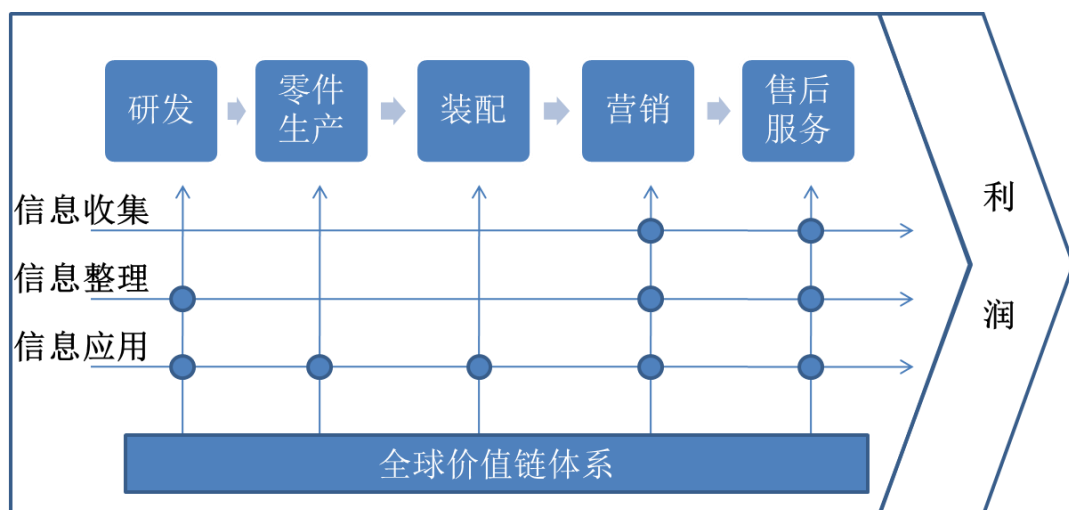 研发
零件
生产
装配
营销
售后
服务
信息收集
信息整理
信息应用
全球价值链体系
利
润